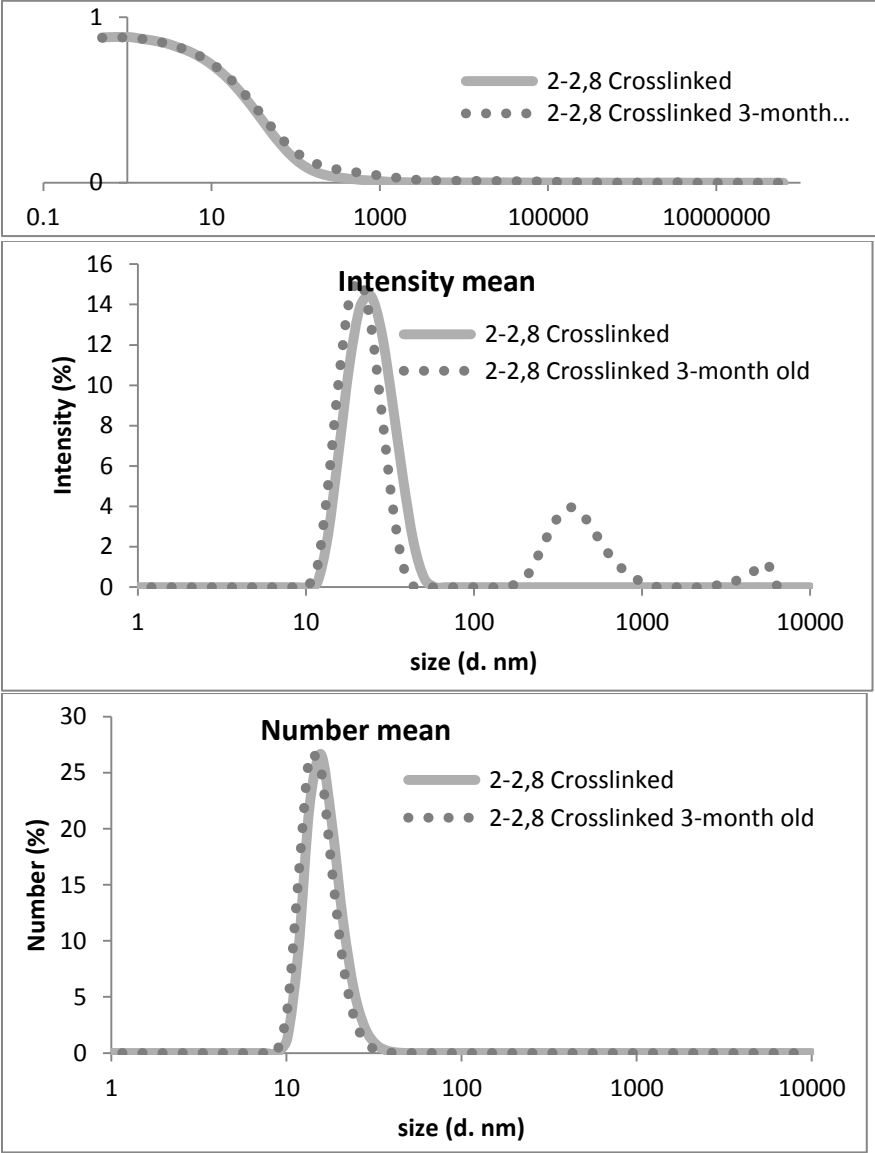 1
2-2,8 Crosslinked
2-2,8 Crosslinked 3-month...
0
0.1 10 1000 100000 10000000
16
Intensity mean
14
2-2,8 Crosslinked
12
2-2,8 Crosslinked 3-month old
10
8
6
4
2
0
Intensity (%)
1 10 100 1000 10000
size (d. nm)
30
Number mean
25
2-2,8 Crosslinked
2-2,8 Crosslinked 3-month old
20
15
10
5
0
Number (%)
1 10 100 1000 10000
size (d. nm)